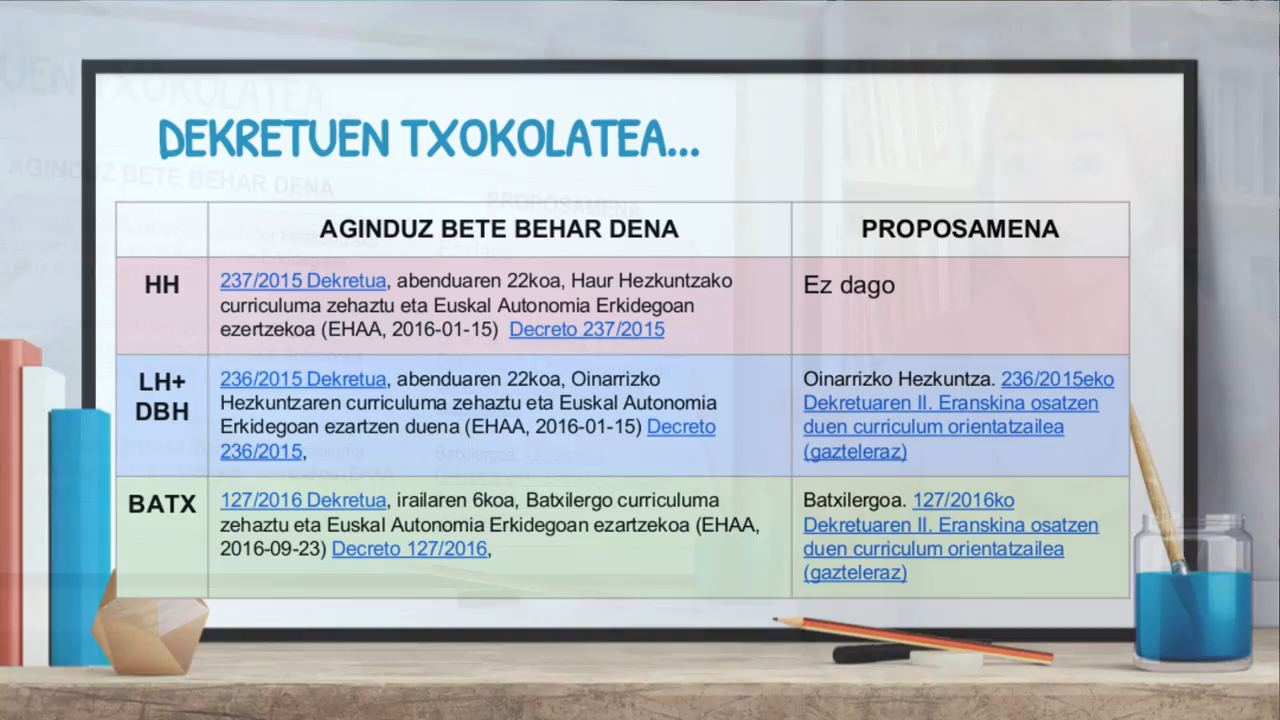 DEKRETUEN TXOKOLATEA...
AGINDUZ BETE BEHAR DENA
PROPOSAMENA
HH
237/2015 Dekretua, abenduaren 22koa, Haur Hezkuntzako
curriculuma zehaztu eta Euskal Autonomia Erkidegoan
ezertzekoa (EHAA, 2016-01-15) Decreto 237/2015
Ez dago
LH+
DBH
236/2015 Dekretua, abenduaren 22koa, Oinarrizko
Hezkuntzaren curriculuma zehaztu eta Euskal Autonomia
Erkidegoan ezartzen duena (EHAA, 2016-01-15) Decreto
236/2015,
Oinarrizko Hezkuntza. 236/2015eko
Dekretuaren II. Eranskina osatzen
duen curriculum orientatzailea
(gazteleraz)
BATX
127/2016 Dekretua, irailaren 6koa, Batxilergo curriculuma
zehaztu eta Euskal Autonomia Erkidegoan ezartzekoa (EHAA,
2016-09-23) Decreto 127/2016,
Batxilergoa. 127/2016ko
Dekretuaren II. Eranskina osatzen
duen curriculum orientatzailea
(gazteleraz)